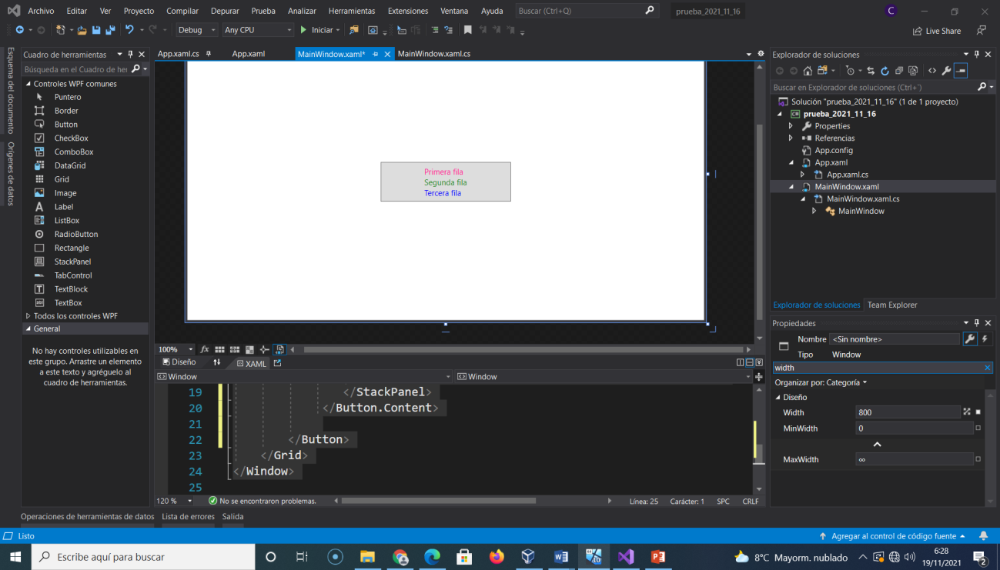 Archivo Editar Ver Proyecto Compilar Depurar Prueba Analizar Herramientas Extensiones Ventana Ayuda Buscar (Ctrl+Q) prueba_2021_11_16 C
Debug Any CPU Iniciar Live Share
Esquema del documento
Orígenes de datos
Cuadro de herramientas
Búsqueda en el Cuadro de her
Controles WPF comunes
Puntero
Border
Button
CheckBox
ComboBox
DataGrid
Grid
Image
Label
ListBox
RadioButton
Rectangle
StackPanel
TabControl
TextBlock
TextBox
Todos los controles WPF
General
No hay controles utilizables en
este grupo. Arrastre un elemento
a este texto y agréguelo al
cuadro de herramientas.
App.xaml.cs App.xaml MainWindow.xaml* MainWindow.xaml.cs
Primera fila
Segunda fila
Tercera fila
100% fx
Diseño XAML
Window Window
19 </StackPanel>
20 </Button.Content>
21
22 </Button>
23 </Grid>
24 </Window>
25
120 % No se encontraron problemas. Línea: 25 Carácter: 1 SPC CRLF
Explorador de soluciones
Buscar en Explorador de soluciones (Ctrl+¨)
Solución "prueba_2021_11_16" (1 de 1 proyecto)
prueba_2021_11_16
Properties
Referencias
App.config
App.xaml
App.xaml.cs
MainWindow.xaml
MainWindow.xaml.cs
MainWindow
Explorador de soluciones Team Explorer
Propiedades
Nombre <Sin nombre>
Tipo Window
width
Organizar por: Categoría
Diseño
Width 800
MinWidth 0
MaxWidth ∞
Operaciones de herramientas de datos Lista de errores Salida
Listo Agregar al control de código fuente
Escribe aquí para buscar
8°C Mayorm. nublado
6:28
19/11/2021
2